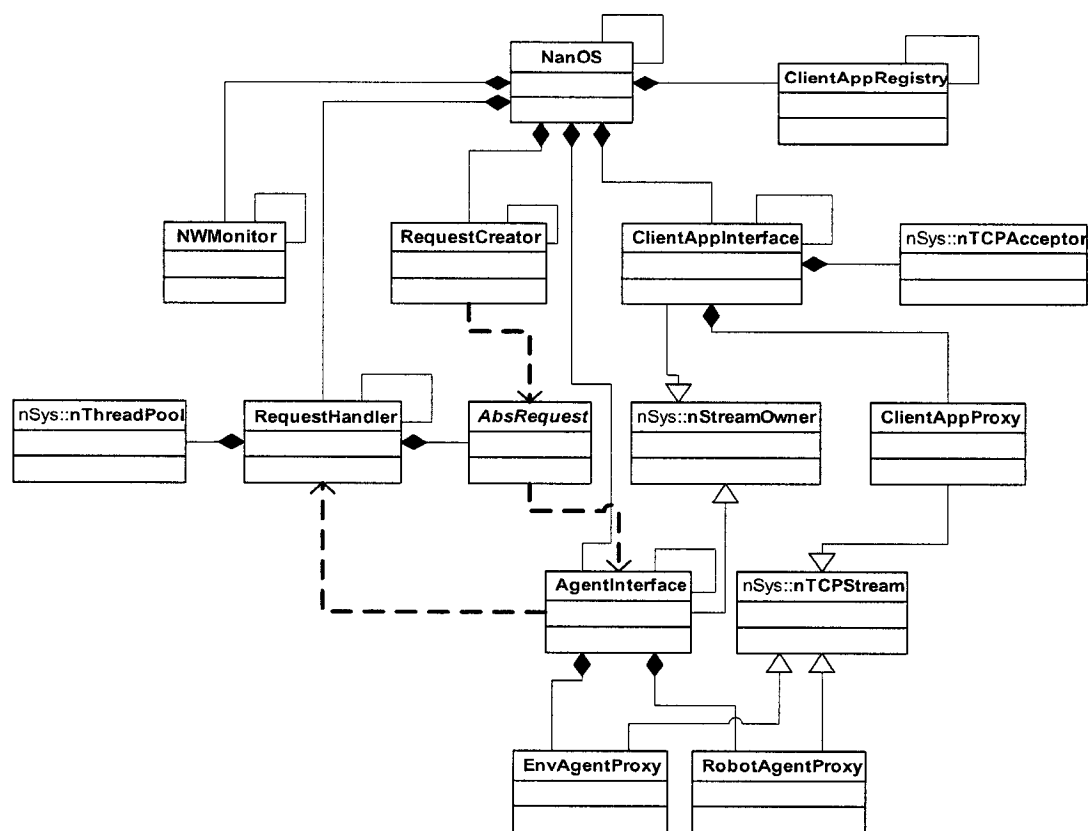 NanOS
ClientAppRegistry
NWMonitor
RequestCreator
ClientAppInterface
nSys::nTCPAcceptor
nSys::nThreadPool
RequestHandler
AbsRequest
nSys::nStreamOwner
ClientAppProxy
AgentInterface
nSys::nTCPStream
EnvAgentProxy
RobotAgentProxy